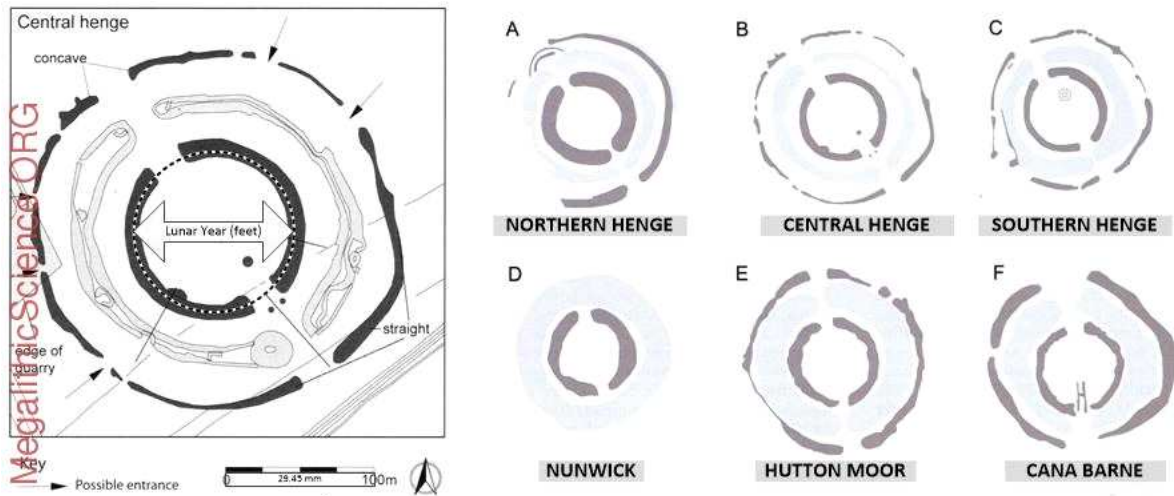 Central henge
concave
Lunar Year (feet)
straight
edge of
quarry
MegalithicScience.ORG
Key
Possible entrance
0
29.45 mm
100m
A
NORTHERN HENGE
B
CENTRAL HENGE
C
SOUTHERN HENGE
D
NUNWICK
E
HUTTON MOOR
F
CANA BARNE